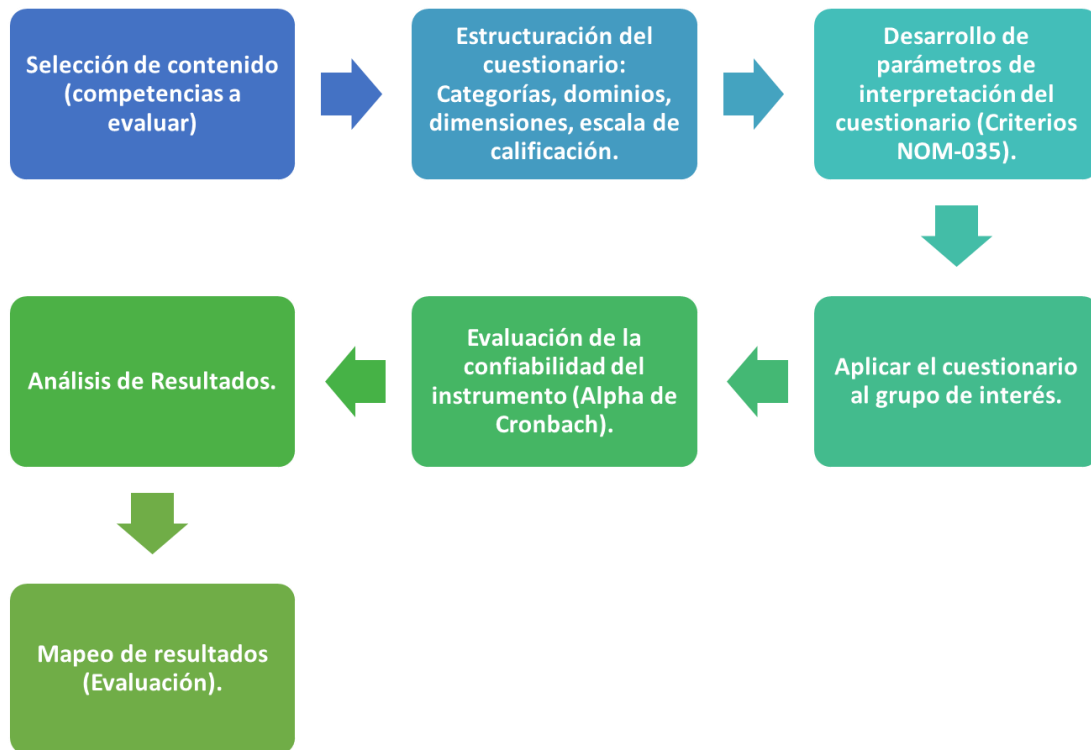 Selección de contenido
(competencias a
evaluar)
Estructuración del
cuestionario:
Categorías, dominios,
dimensiones, escala de
calificación.
Desarrollo de
parámetros de
interpretación del
cuestionario (Criterios
NOM-035).
Aplicar el cuestionario
al grupo de interés.
Evaluación de la
confiabilidad del
instrumento (Alpha de
Cronbach).
Análisis de Resultados.
Mapeo de resultados
(Evaluación).